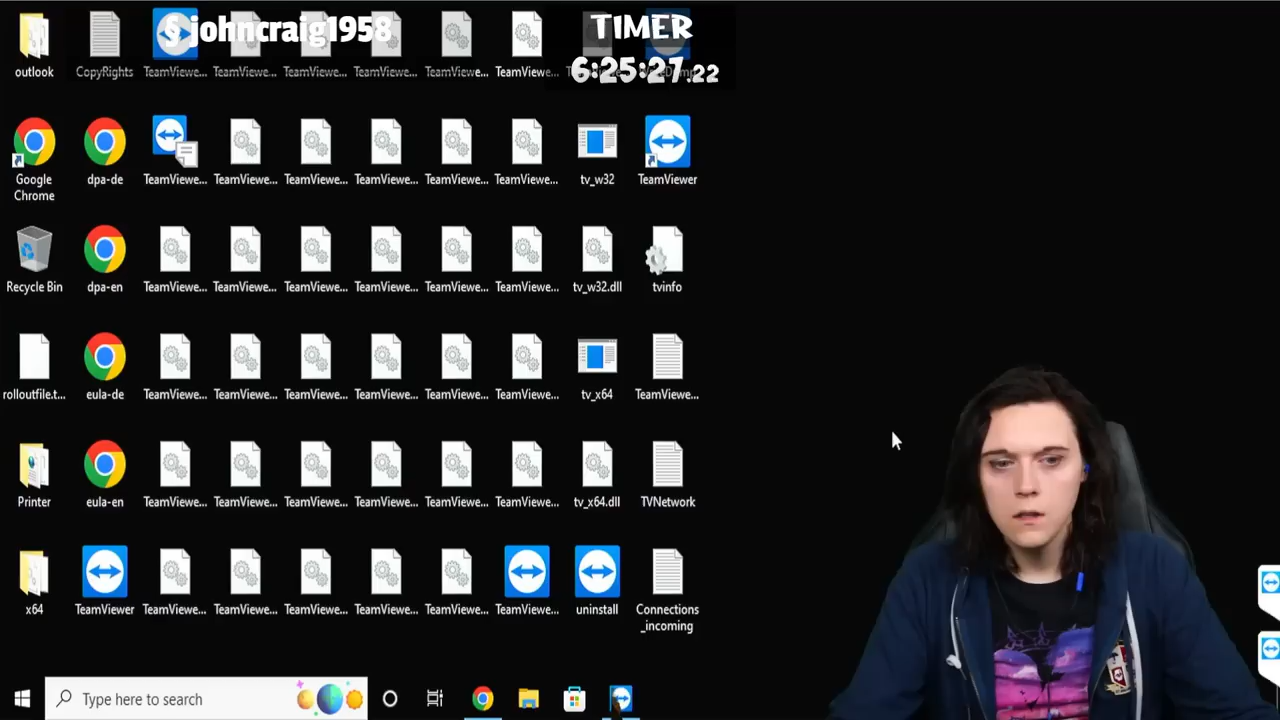 § johncraig1958
TIMER
6:25:27.22
outlook
CopyRights
TeamViewe...
TeamViewe...
TeamViewe...
TeamViewe...
TeamViewe...
TeamViewe...
Google
Chrome
dpa-de
TeamViewe...
TeamViewe...
TeamViewe...
TeamViewe...
TeamViewe...
TeamViewe...
tv_w32
TeamViewer
Recycle Bin
dpa-en
TeamViewe...
TeamViewe...
TeamViewe...
TeamViewe...
TeamViewe...
TeamViewe...
tv_w32.dll
tvinfo
rolloutfile.t...
eula-de
TeamViewe...
TeamViewe...
TeamViewe...
TeamViewe...
TeamViewe...
TeamViewe...
tv_x64
TeamViewe...
Printer
eula-en
TeamViewe...
TeamViewe...
TeamViewe...
TeamViewe...
TeamViewe...
TeamViewe...
tv_x64.dll
TVNetwork
x64
TeamViewer
TeamViewe...
TeamViewe...
TeamViewe...
TeamViewe...
TeamViewe...
TeamViewe...
uninstall
Connections
_incoming
Type here to search